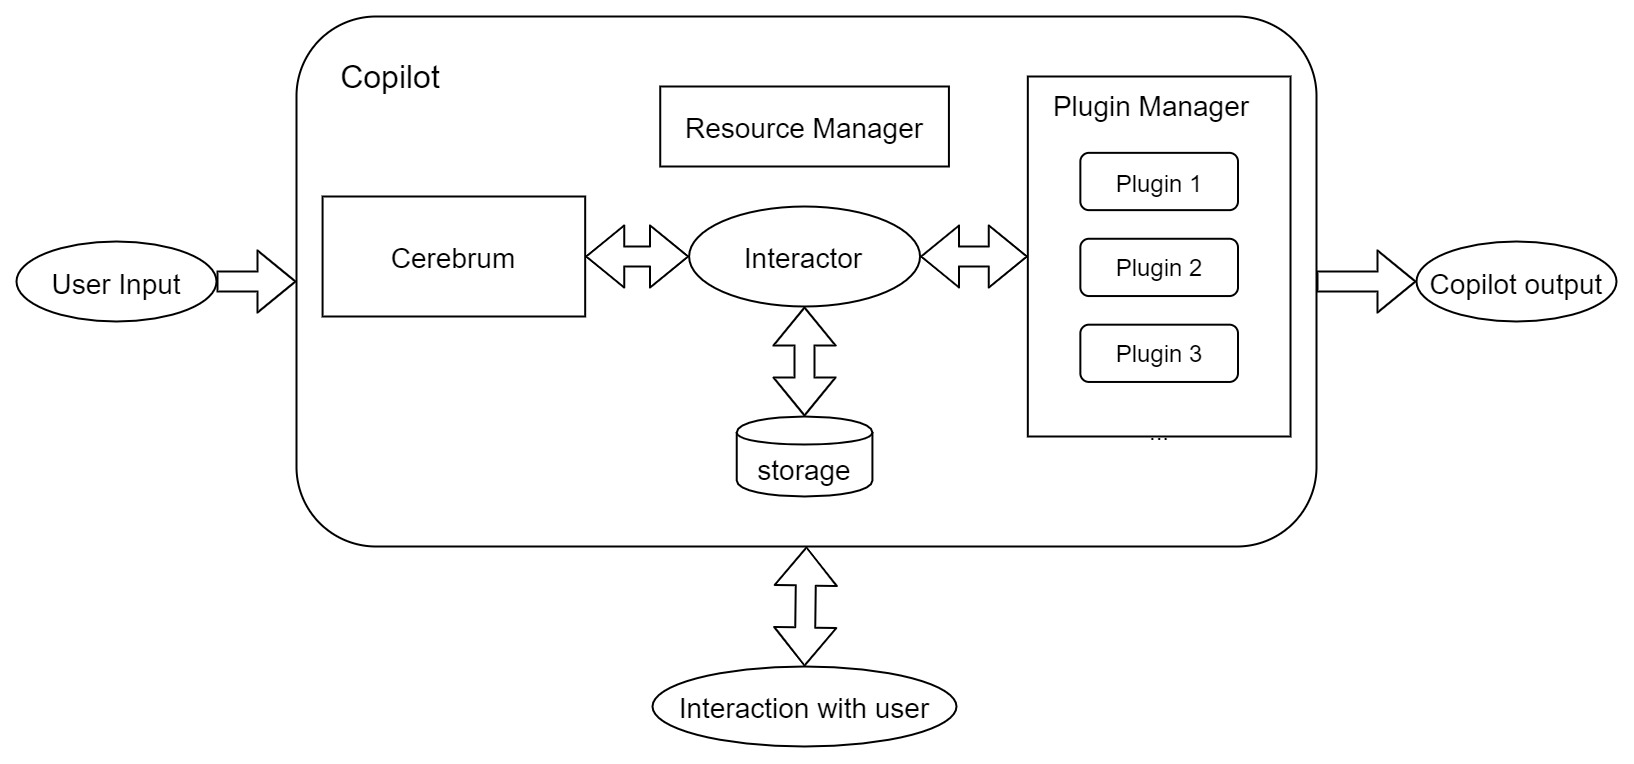 Copilot
Resource Manager
Plugin Manager
Plugin 1
Plugin 2
Plugin 3
...
Cerebrum
Interactor
User Input
Copilot output
storage
Interaction with user